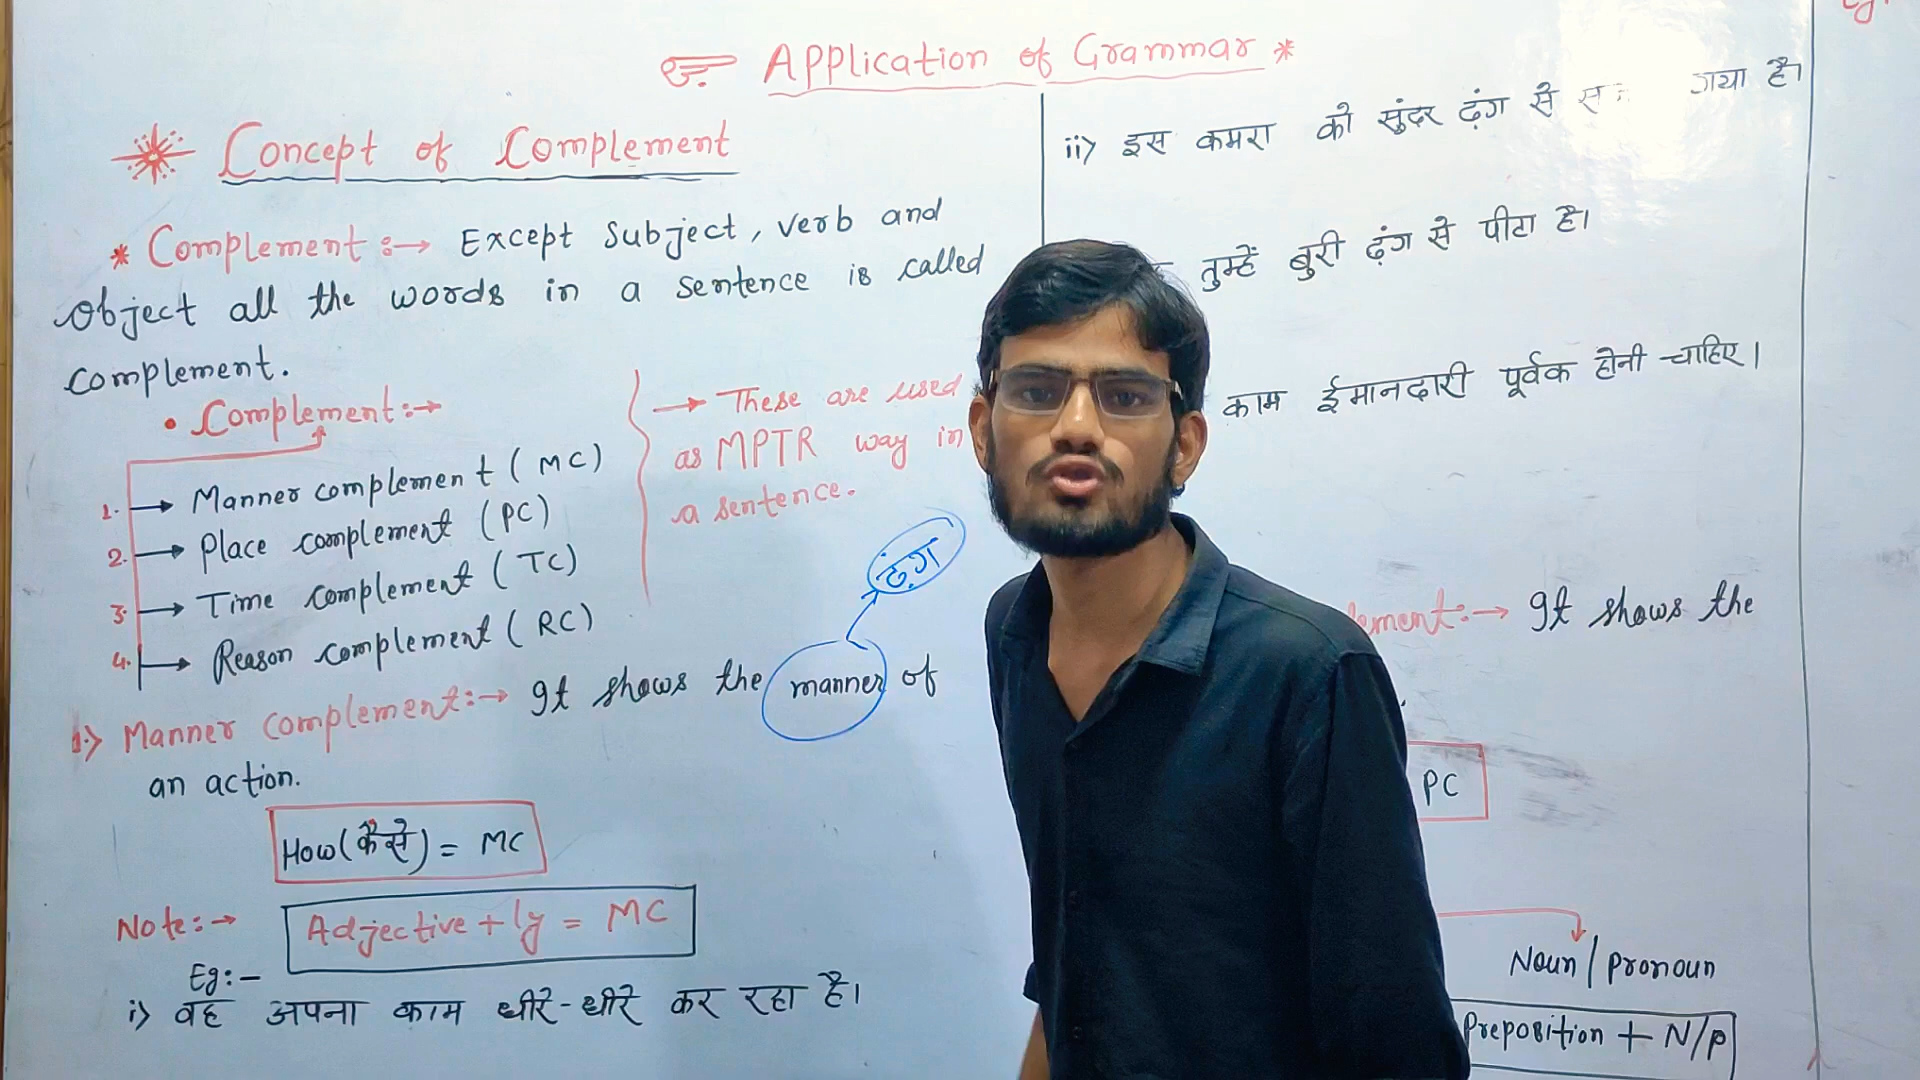 Application of Grammar *
* Concept of Complement
* Complement :→ Except Subject, verb and
object all the words in a sentence is called
complement.
• Complement :→
1. → Manner complement (MC)
2. → Place complement (PC)
3. → Time complement (TC)
4. → Reason complement (RC)
→ These are used
as MPTR way in
a sentence.
ढ़ंग
1.> Manner complement :→ It shows the manner of
an action.
How (कैसे) = MC
Note :→ Adjective + ly = MC
Eg :-
i> वह अपना काम धीरे-धीरे कर रहा है।
ii> इस कमरा को सुंदर ढ़ंग से गया है।
तुम्हें बुरी ढ़ंग से पीटा है।
काम ईमानदारी पूर्वक होनी चाहिए।
:→ It shows the
PC
Noun / Pronoun
Preposition + N/P